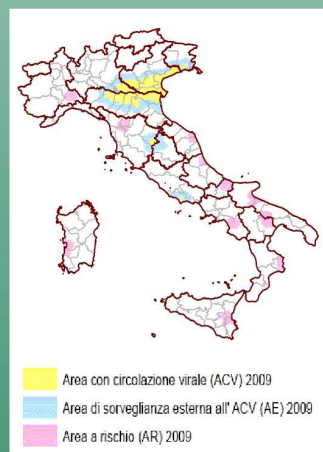 Area con circolazione virale (ACV) 2009
Area di sorveglianza esterna all' ACV (AE) 2009
Area a rischio (AR) 2009